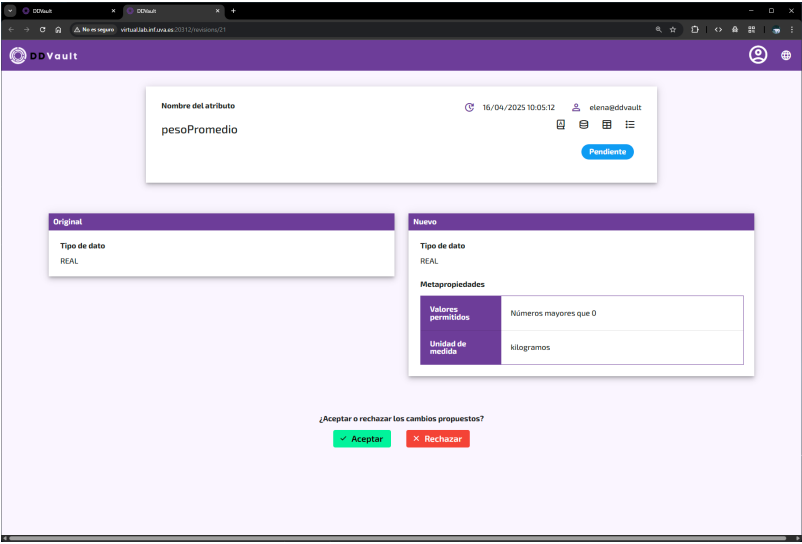 DDVault
DDVault
No es seguro virtual.lab.inf.uva.es:20312/revisions/21
DDVault
Nombre del atributo
16/04/2025 10:05:12 elena@ddvault
pesoPromedio
Pendiente
Original
Tipo de dato
REAL
Nuevo
Tipo de dato
REAL
Metapropiedades
Valores
permitidos
Números mayores que 0
Unidad de
medida
kilogramos
¿Aceptar o rechazar los cambios propuestos?
Aceptar
Rechazar